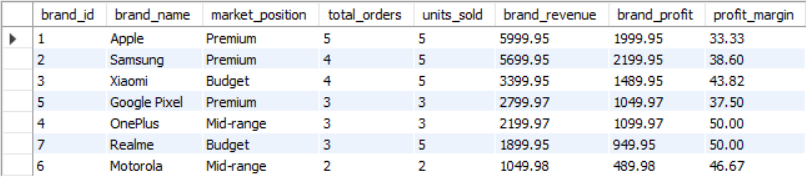 brand_id brand_name market_position total_orders units_sold brand_revenue brand_profit profit_margin
1 Apple Premium 5 5 5999.95 1999.95 33.33
2 Samsung Premium 4 5 5699.95 2199.95 38.60
3 Xiaomi Budget 4 5 3399.95 1489.95 43.82
5 Google Pixel Premium 3 3 2799.97 1049.97 37.50
4 OnePlus Mid-range 3 3 2199.97 1099.97 50.00
7 Realme Budget 3 5 1899.95 949.95 50.00
6 Motorola Mid-range 2 2 1049.98 489.98 46.67